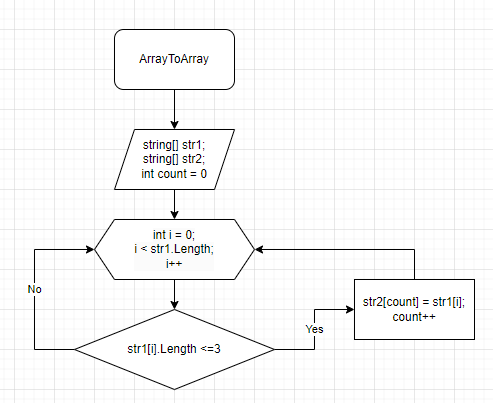 ArrayToArray
string[] str1;
string[] str2;
int count = 0
int i = 0;
i < str1.Length;
i++
No
str2[count] = str1[i];
count++
Yes
str1[i].Length <=3